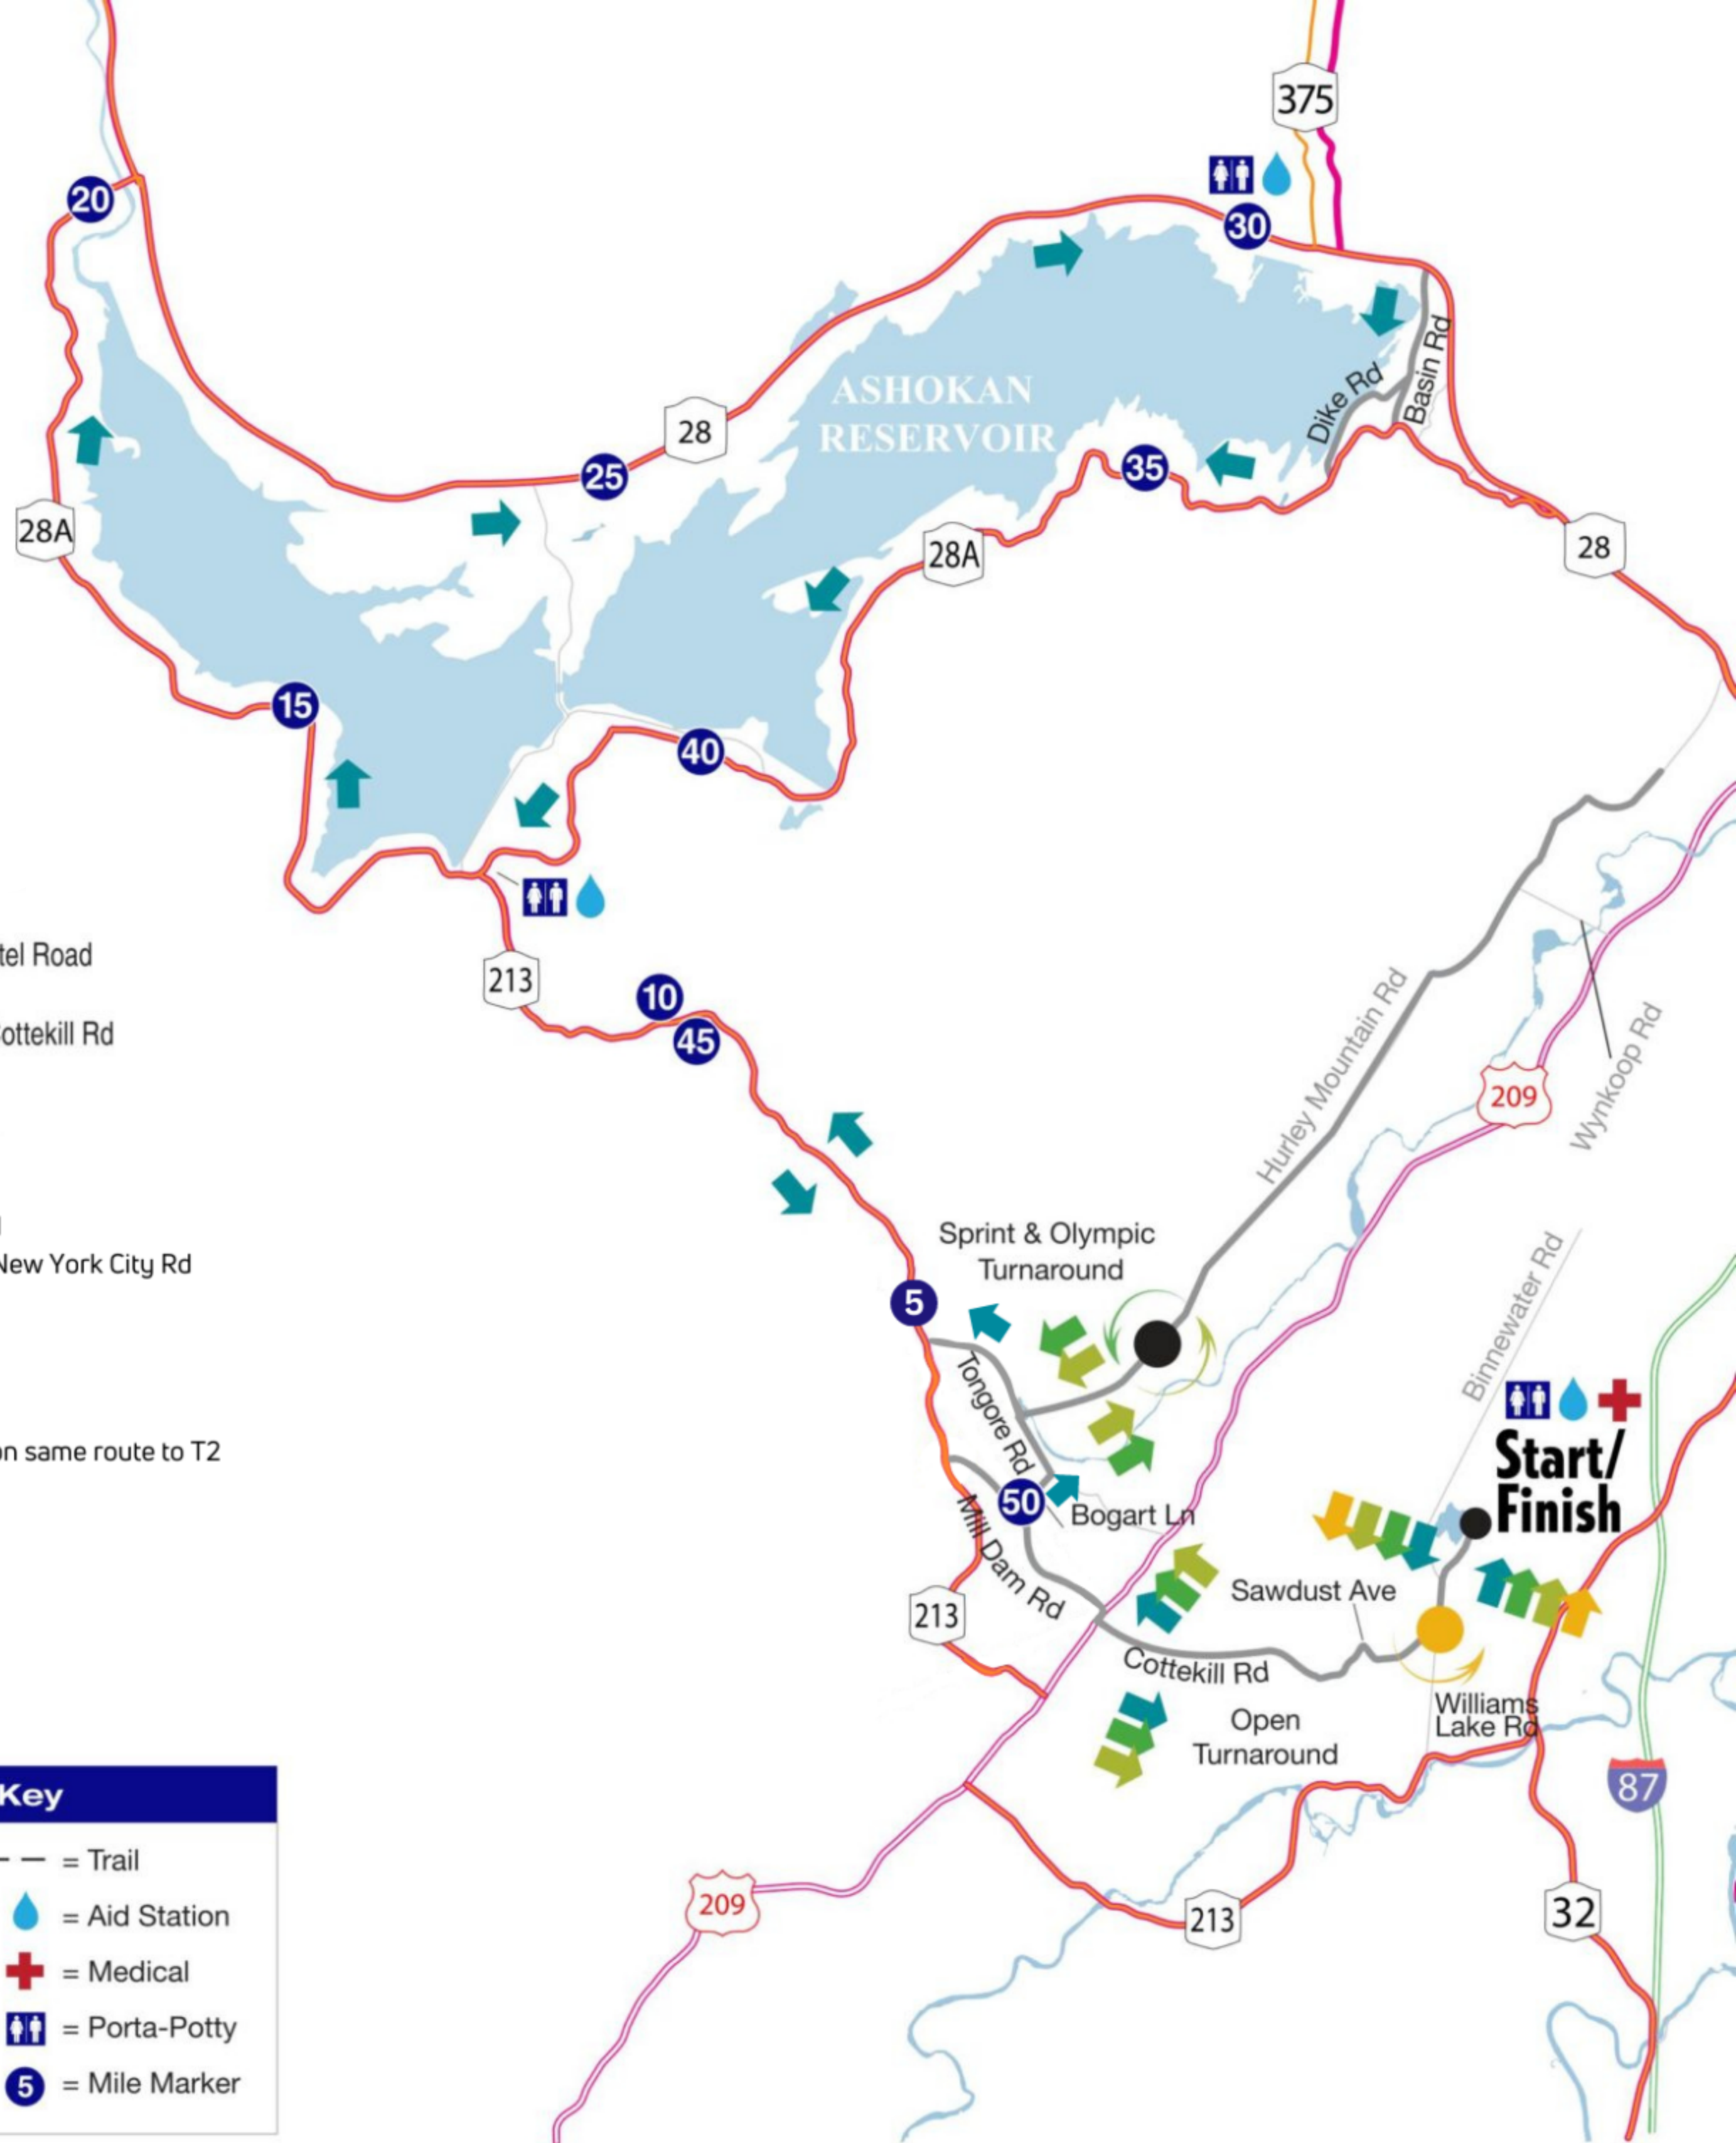 375
20
30
Basin Rd
Dike Rd
ASHOKAN
RESERVOIR
28
25
35
28A
28A
28
15
40
tel Road
213
10
45
ottekill Rd
Hurley Mountain Rd
209
Wynkoop Rd
New York City Rd
Sprint & Olympic
Turnaround
5
Binnewater Rd
Tongore Rd
on same route to T2
Start/
Finish
50
Bogart Ln
Mill Dam Rd
Sawdust Ave
213
Cottekill Rd
Williams
Lake Rd
Open
Turnaround
87
Key
= Trail
209
= Aid Station
213
32
= Medical
= Porta-Potty
5 = Mile Marker